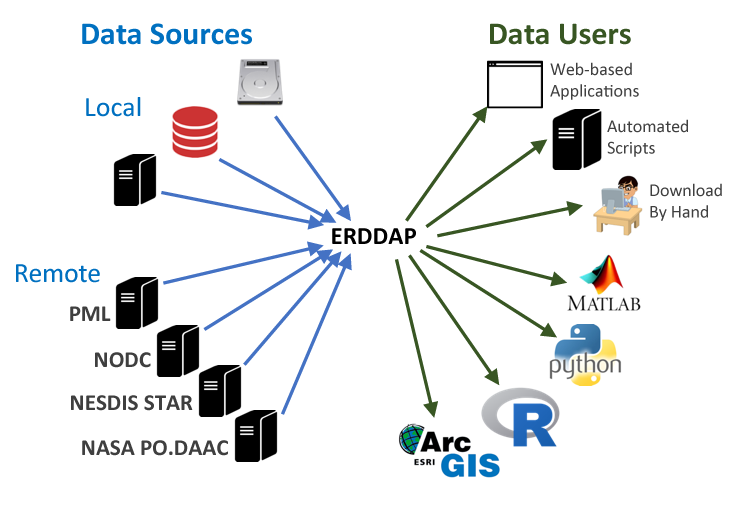 Data Sources
Data Users
Local
Web-based
Applications
Automated
Scripts
Download
By Hand
ERDDAP
Remote
PML
NODC
NESDIS STAR
NASA PO.DAAC
MATLAB
python
R
Arc
ESRI
GIS